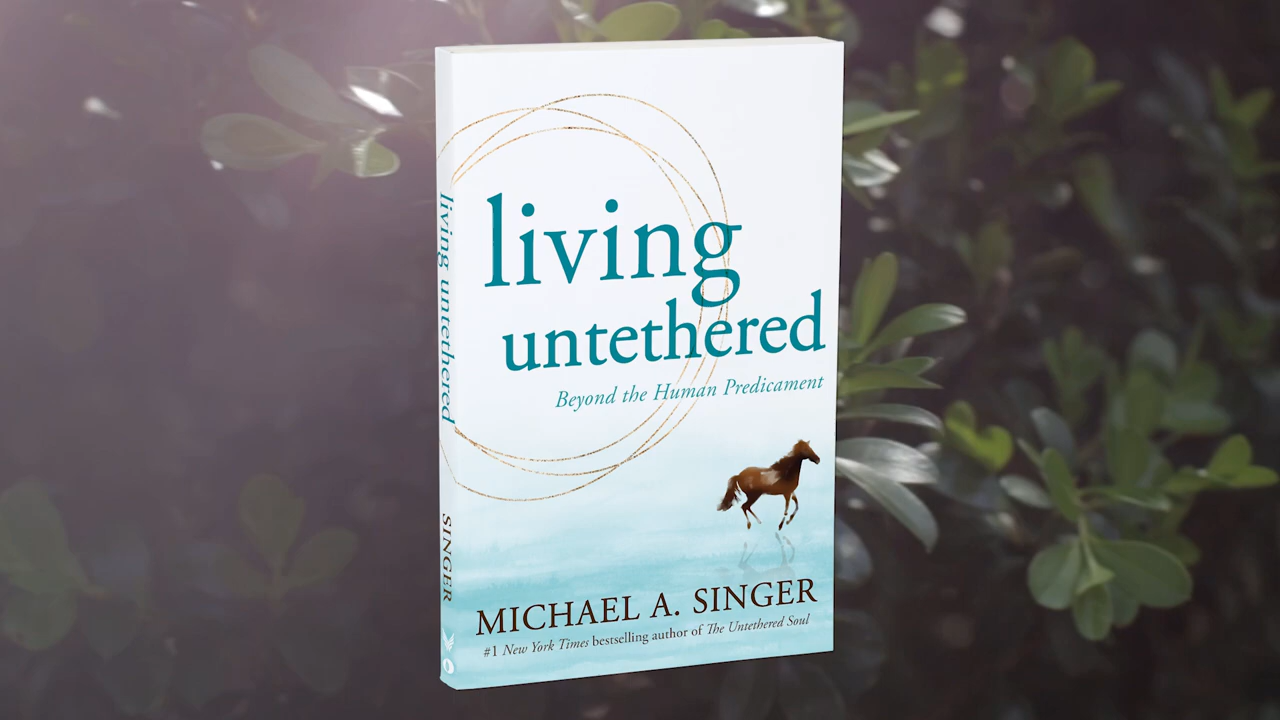 living
untethered
Beyond the Human Predicament
MICHAEL A. SINGER
#1 New York Times bestselling author of The Untethered Soul
living untethered
SINGER